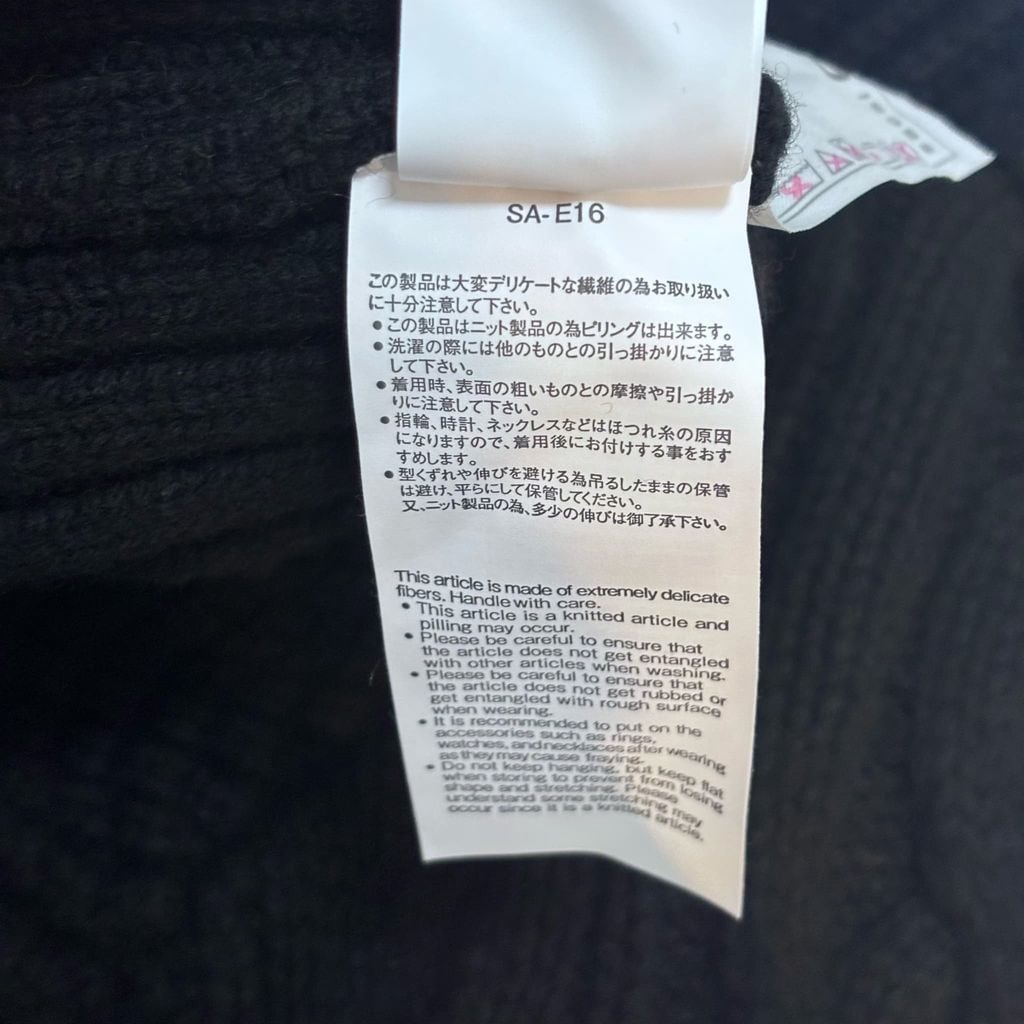 SA-E16
この製品は大変デリケートな繊維の為お取り扱い
に十分注意して下さい。
●この製品はニット製品の為ピリングは出来ます。
●洗濯の際には他のものとの引っ掛かりに注意
して下さい。
●着用時、表面の粗いものとの摩擦や引っ掛か
りに注意して下さい。
●指輪、時計、ネックレスなどはほつれ糸の原因
になりますので、着用後にお付けする事をおす
すめします。
●型くずれや伸びを避ける為吊るしたままの保管
は避け、平らにして保管してください。
又、ニット製品の為、多少の伸びは御了承下さい。
This article is made of extremely delicate
fibers. Handle with care.
● This article is a knitted article and
pilling may occur.
● Please be careful to ensure that
the article does not get entangled
with other articles when washing.
● Please be careful to ensure that
the article does not get rubbed or
get entangled with rough surface
when wearing.
● It is recommended to put on the
accessories such as rings,
watches, and necklaces after wearing
as they may cause fraying.
● Do not keep hanging, but keep flat
when storing to prevent from losing
shape and stretching. Please
understand some stretching may
occur since it is a knitted article.